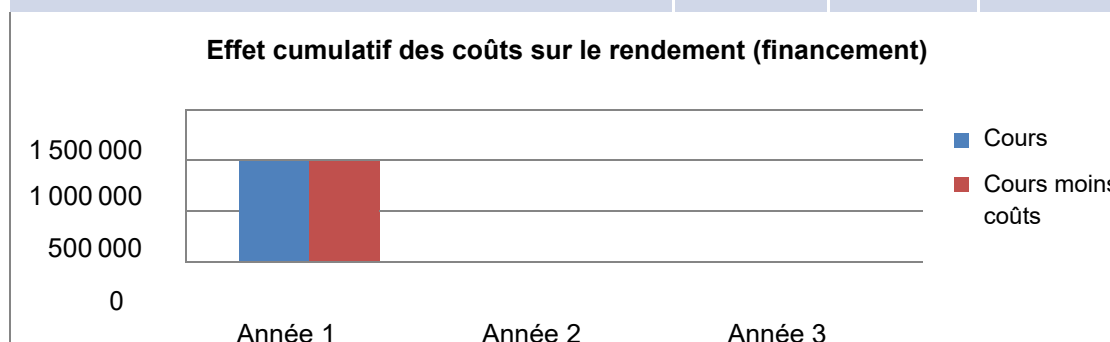 Effet cumulatif des coûts sur le rendement (financement)
1 500 000
1 000 000
500 000
0
Année 1
Année 2
Année 3
Cours
Cours moins
coûts